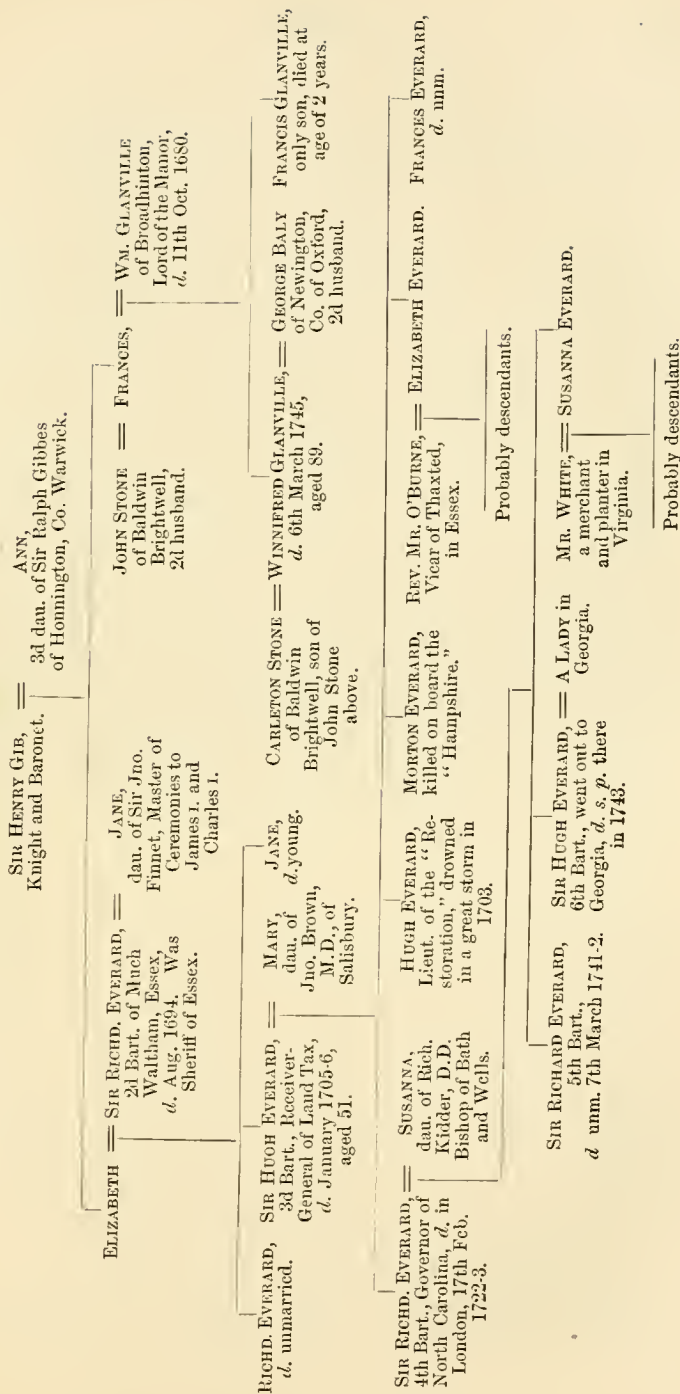 SIR HENRY GIB, == ANN,
Knight and Baronet.
3d dau. of Sir Ralph Gibbes
of Honnington, Co. Warwick.
ELIZABETH == SIR RICHD. EVERARD, == JANE,
2d Bart. of Much
Waltham, Essex,
d. Aug. 1694. Was
Sheriff of Essex.
dau. of Sir Jno.
Finnet, Master of
Ceremonies to
James I. and
Charles I.
JOHN STONE == FRANCES, == WM. GLANVILLE
of Baldwin
Brightwell,
2d husband.
of Broadhinton,
Lord of the Manor,
d. 11th Oct. 1680.
RICHD. EVERARD,
d. unmarried.
SIR HUGH EVERARD, == MARY,
3d Bart., Receiver-
General of Land Tax,
d. January 1705-6,
aged 51.
dau. of
Jno. Brown,
M.D., of
Salisbury.
JANE,
d. young.
CARLETON STONE == WINNIFRED GLANVILLE, == GEORGE BALY
of Baldwin
Brightwell, son of
John Stone
above.
d. 6th March 1745,
aged 89.
of Newington,
Co. of Oxford,
2d husband.
FRANCIS GLANVILLE,
only son, died at
age of 2 years.
SIR RICHD. EVERARD, == SUSANNA,
4th Bart., Governor of
North Carolina, d. in
London, 17th Feb.
1722-3.
dau. of Rich.
Kidder, D.D.
Bishop of Bath
and Wells.
HUGH EVERARD,
Lieut. of the "Re-
storation," drowned
in a great storm in
1703.
MORTON EVERARD,
killed on board the
"Hampshire."
REV. MR. O'BURNE, == ELIZABETH EVERARD.
Vicar of Thaxted,
in Essex.
Probably descendants.
FRANCES EVERARD,
d. unm.
SIR RICHARD EVERARD,
5th Bart.,
d unm. 7th March 1741-2.
SIR HUGH EVERARD, == A LADY in
6th Bart., went out to
Georgia, d. s. p. there
in 1743.
Georgia.
MR. WHITE, == SUSANNA EVERARD.
a merchant
and planter in
Virginia.
Probably descendants.